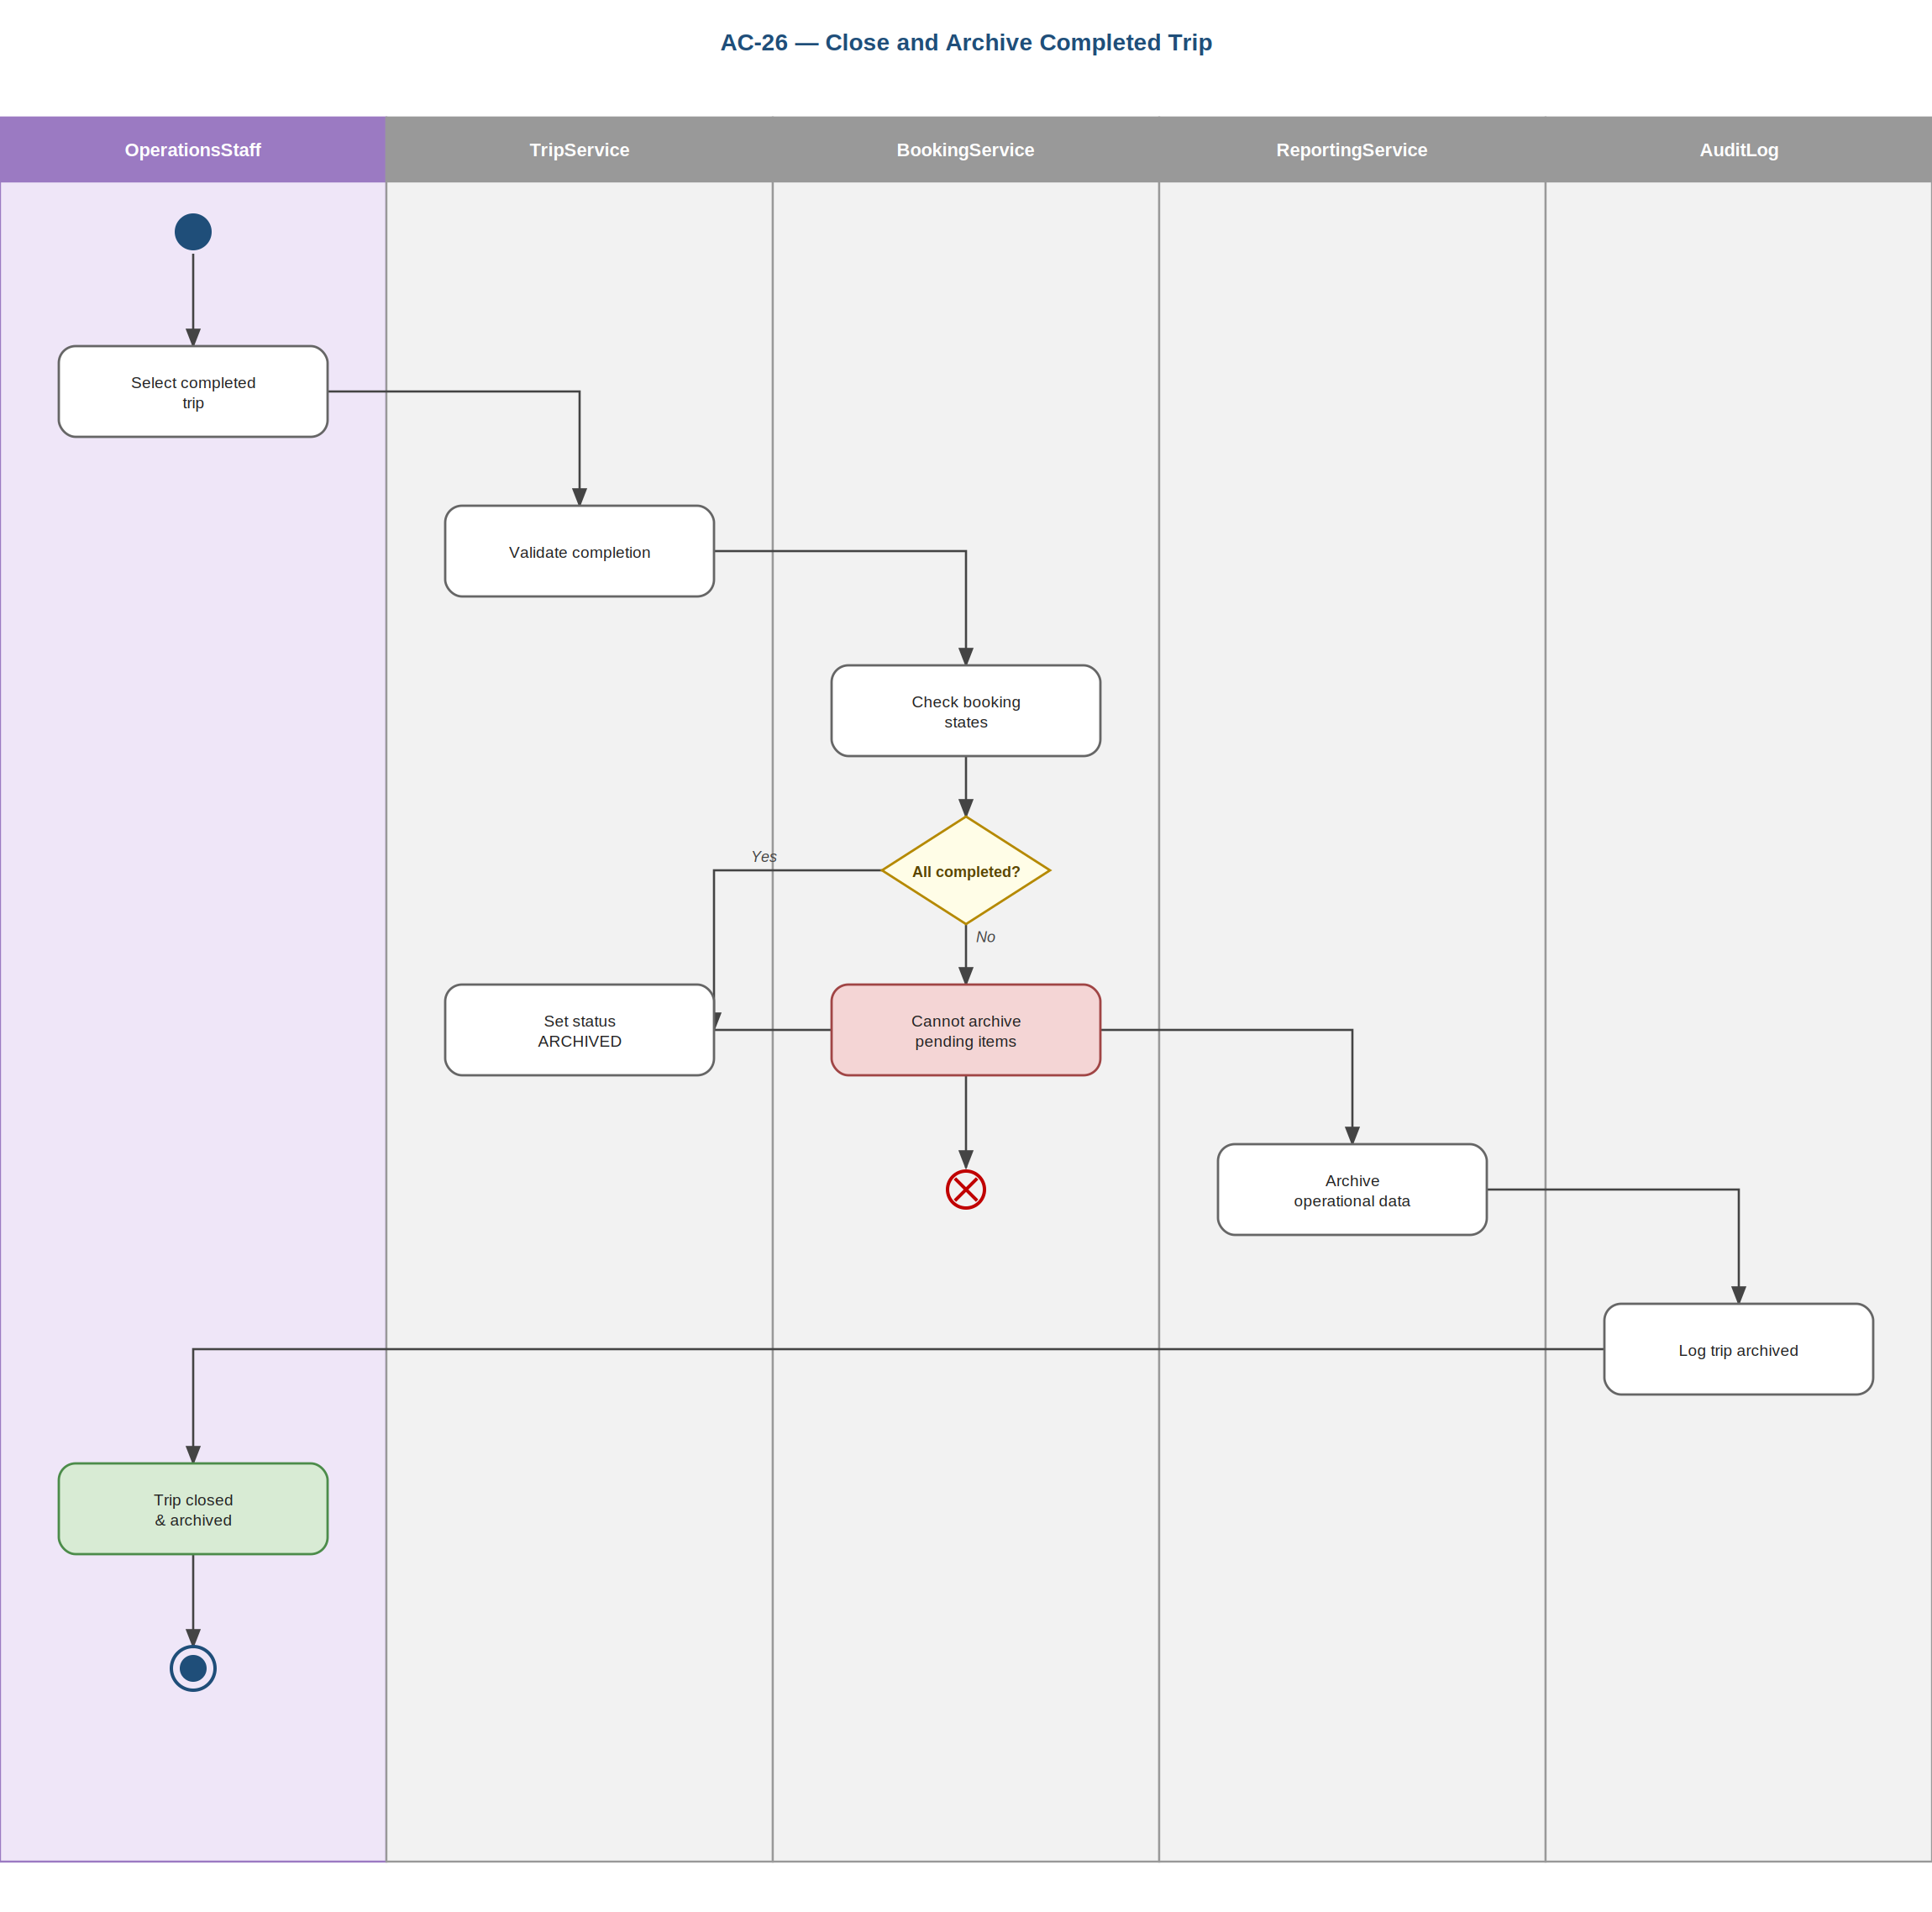 AC-26 — Close and Archive Completed Trip
OperationsStaff
TripService
BookingService
ReportingService
AuditLog
Select completed
trip
Validate completion
Check booking
states
All completed?
Yes
No
Set status
ARCHIVED
Cannot archive
pending items
Archive
operational data
Log trip archived
Trip closed
& archived